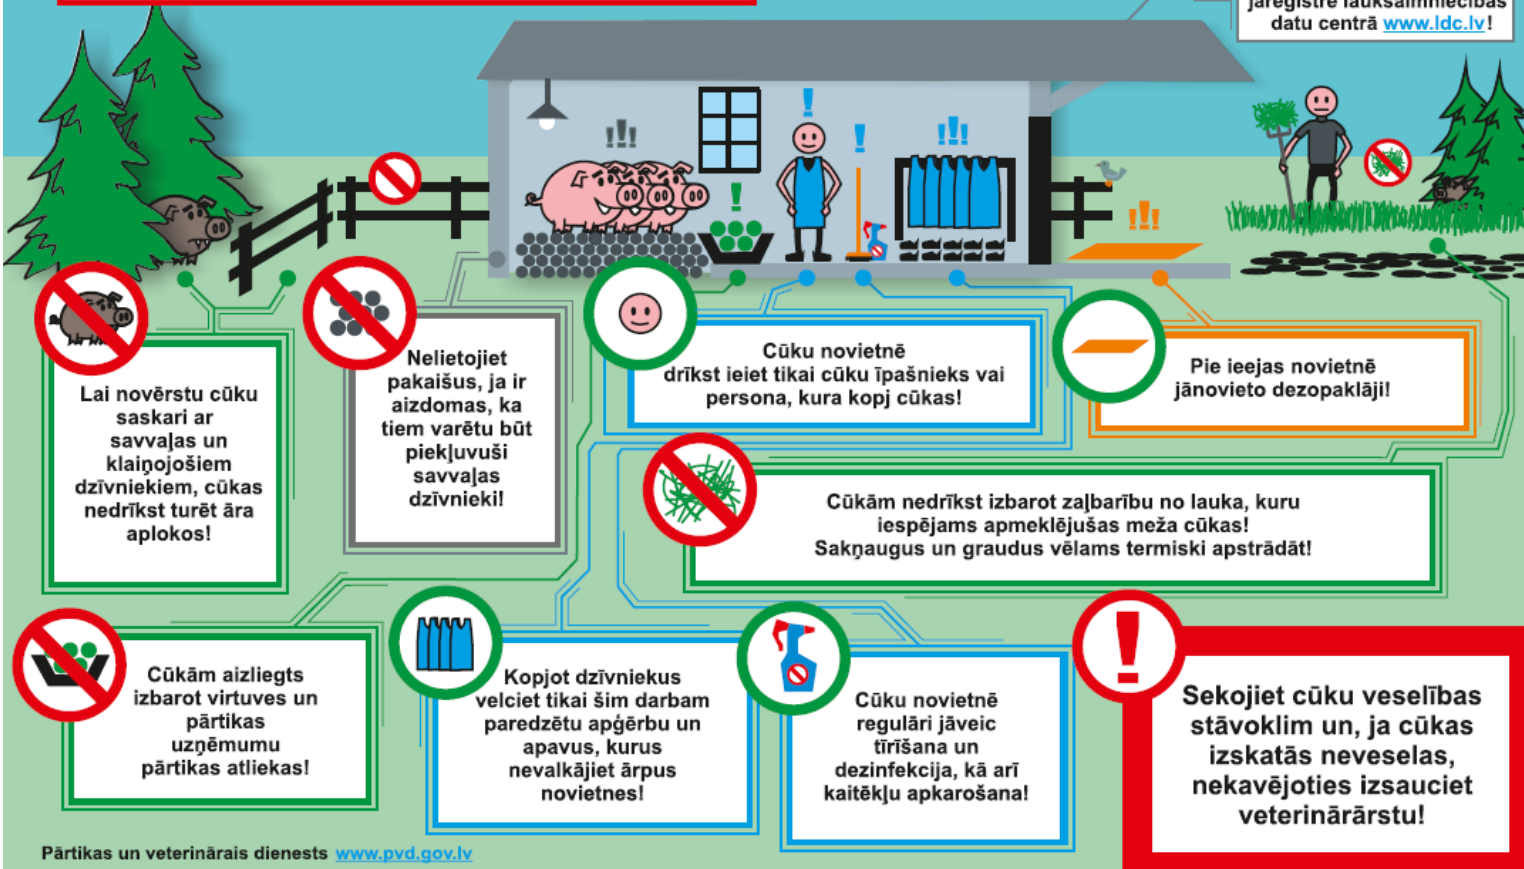 jāreģistrē lauksaimniecības
datu centrā www.ldc.lv!
Lai novērstu cūku
saskari ar
savvaļas un
klaiņojošiem
dzīvniekiem, cūkas
nedrīkst turēt āra
aplokos!
Nelietojiet
pakaišus, ja ir
aizdomas, ka
tiem varētu būt
piekļuvuši
savvaļas
dzīvnieki!
Cūku novietnē
drīkst ieiet tikai cūku īpašnieks vai
persona, kura kopj cūkas!
Pie ieejas novietnē
jānovieto dezopaklāji!
Cūkām nedrīkst izbarot zaļbarību no lauka, kuru
iespējams apmeklējušas meža cūkas!
Sakņaugus un graudus vēlams termiski apstrādāt!
Cūkām aizliegts
izbarot virtuves un
pārtikas
uzņēmumu
pārtikas atliekas!
Kopjot dzīvniekus
velciet tikai šim darbam
paredzētu apģērbu un
apavus, kurus
nevalkājiet ārpus
novietnes!
Cūku novietnē
regulāri jāveic
tīrīšana un
dezinfekcija, kā arī
kaitēkļu apkarošana!
Sekojiet cūku veselības
stāvoklim un, ja cūkas
izskatās neveselas,
nekavējoties izsauciet
veterinārārstu!
Pārtikas un veterinārais dienests www.pvd.gov.lv